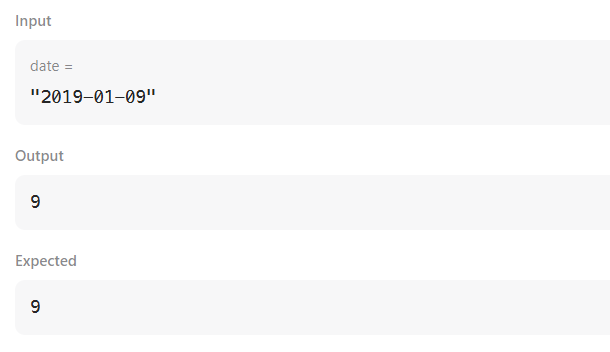 Input
date =
"2019-01-09"
Output
9
Expected
9